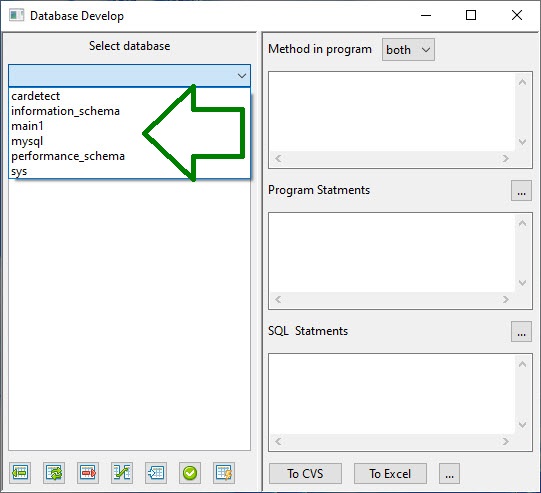 Database Develop
Select database
cardetect
information_schema
main1
mysql
performance_schema
sys
Method in program both
Program Statments ...
SQL Statments ...
To CVS To Excel ...